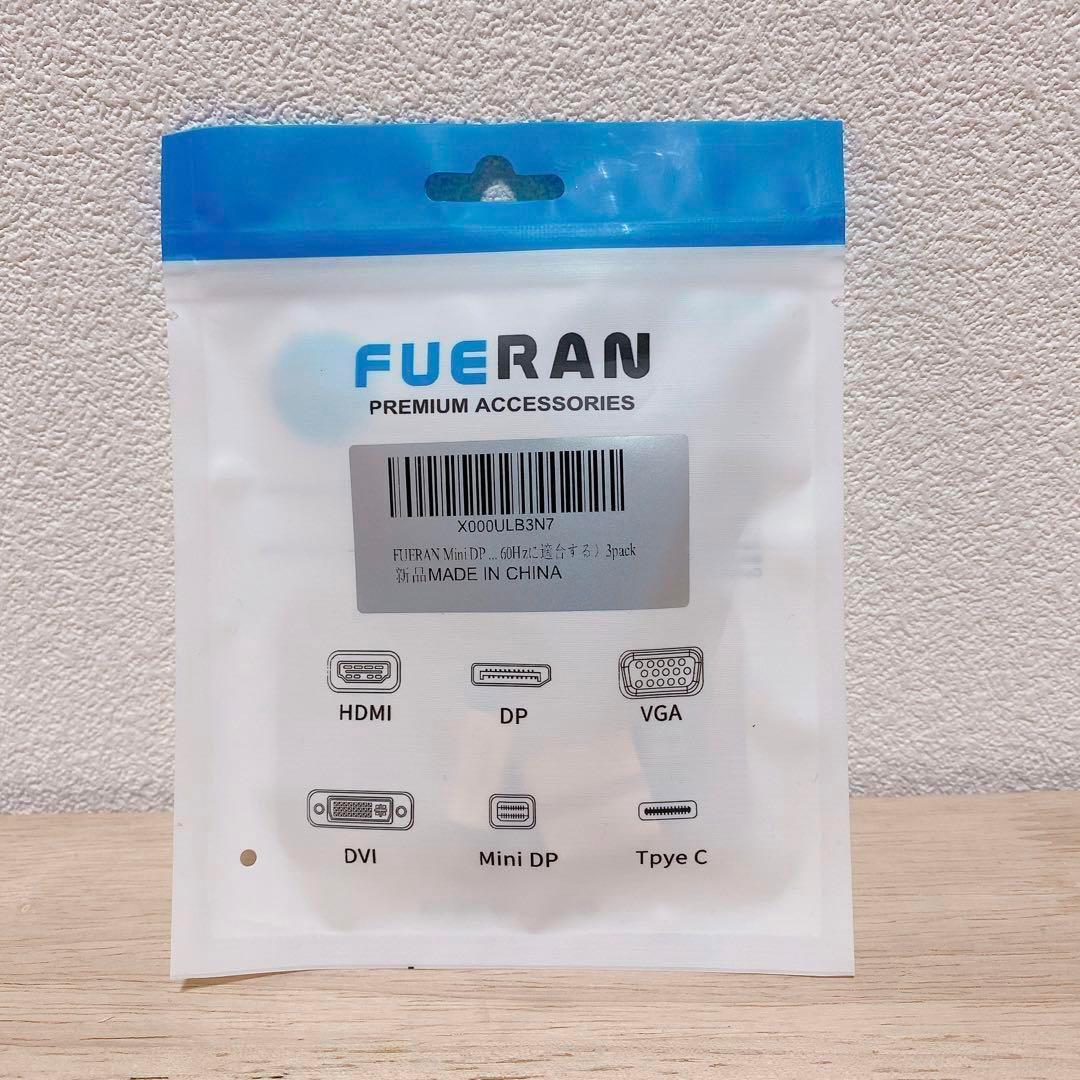 FUERAN
PREMIUM ACCESSORIES
X000ULB3N7
FUERAN Mini DP ... 60Hzに適合する）3pack
新品MADE IN CHINA
HDMI
DP
VGA
DVI
Mini DP
Tpye C